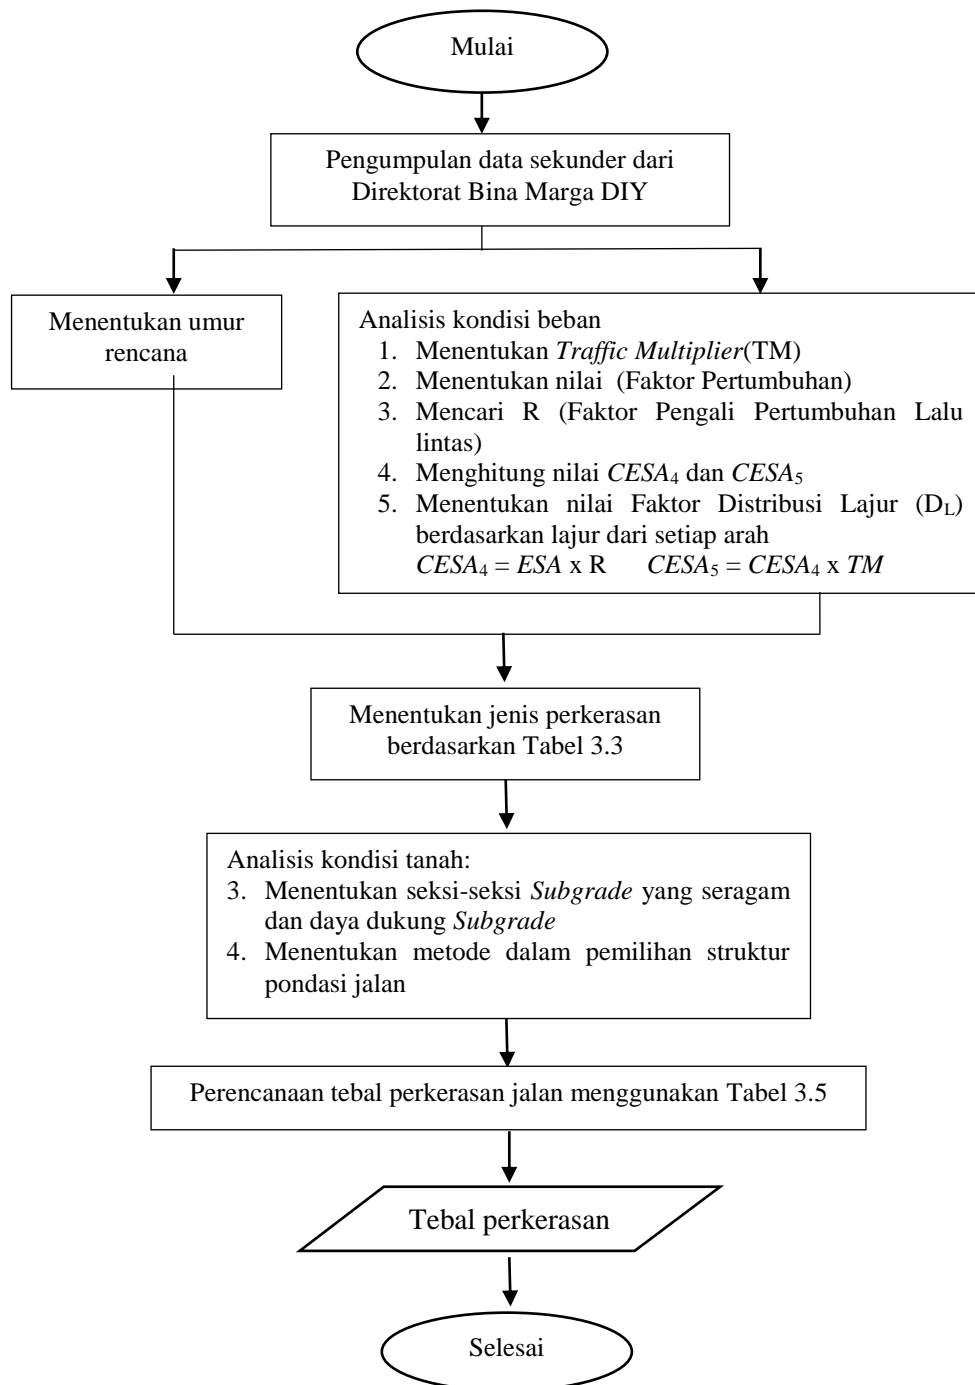 Mulai
Pengumpulan data sekunder dari
Direktorat Bina Marga DIY
Menentukan umur
rencana
Analisis kondisi beban
1. Menentukan Traffic Multiplier(TM)
2. Menentukan nilai (Faktor Pertumbuhan)
3. Mencari R (Faktor Pengali Pertumbuhan Lalu
lintas)
4. Menghitung nilai CESA4 dan CESA5
5. Menentukan nilai Faktor Distribusi Lajur (DL)
berdasarkan lajur dari setiap arah
CESA4 = ESA x R CESA5 = CESA4 x TM
Menentukan jenis perkerasan
berdasarkan Tabel 3.3
Analisis kondisi tanah:
3. Menentukan seksi-seksi Subgrade yang seragam
dan daya dukung Subgrade
4. Menentukan metode dalam pemilihan struktur
pondasi jalan
Perencanaan tebal perkerasan jalan menggunakan Tabel 3.5
Tebal perkerasan
Selesai